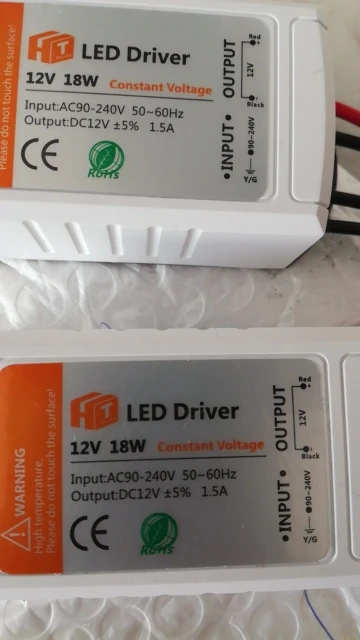 Please do not touch the surface!
HT
LED Driver
12V 18W Constant Voltage
Input:AC90-240V 50~60Hz
Output:DC12V ±5% 1.5A
CE
RoHS
•INPUT• OUTPUT
Red
12V
Black
90-240V
Y/G
WARNING
High temperature,
Please do not touch the surface!
HT
LED Driver
12V 18W Constant Voltage
Input:AC90-240V 50~60Hz
Output:DC12V ±5% 1.5A
CE
RoHS
•INPUT• OUTPUT
Red
12V
Black
90-240V
Y/G